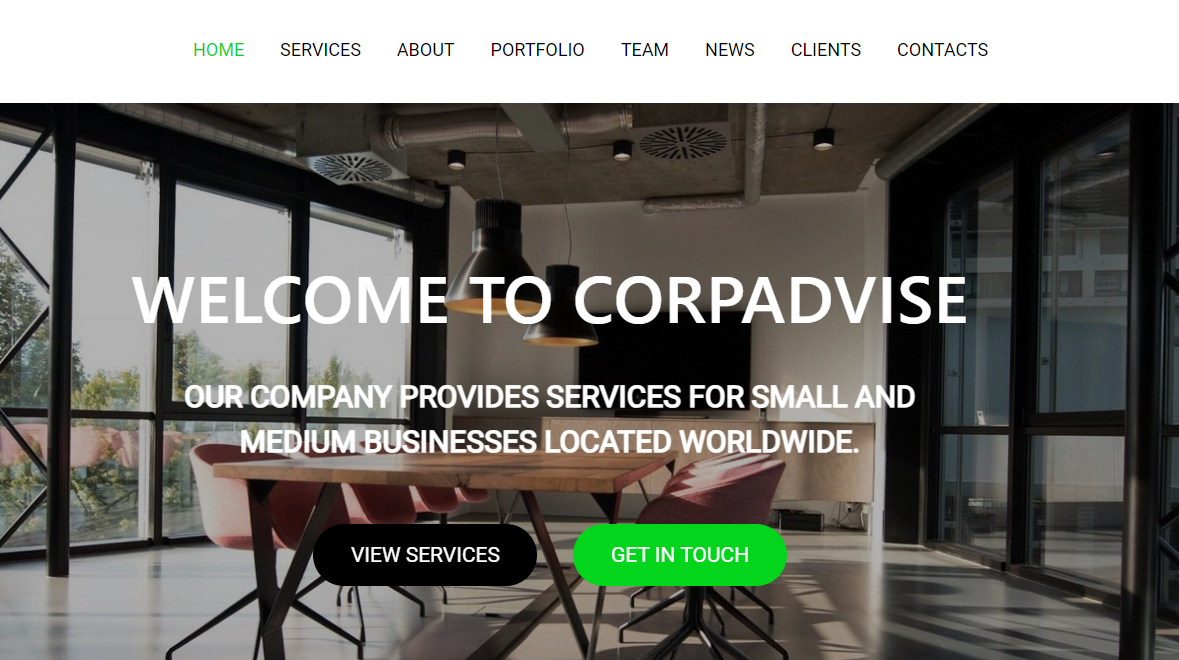 HOME SERVICES ABOUT PORTFOLIO TEAM NEWS CLIENTS CONTACTS
WELCOME TO CORPADVISE
OUR COMPANY PROVIDES SERVICES FOR SMALL AND
MEDIUM BUSINESSES LOCATED WORLDWIDE.
VIEW SERVICES GET IN TOUCH